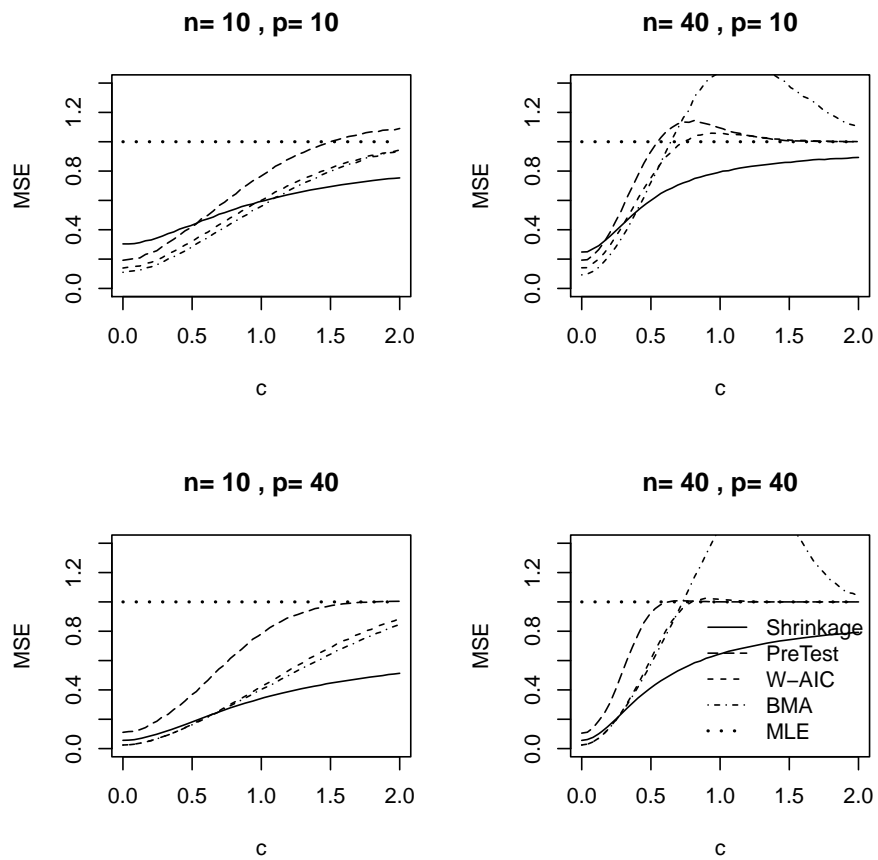 n= 10 , p= 10
MSE
0.0 0.4 0.8 1.2
0.0 0.5 1.0 1.5 2.0
c
n= 40 , p= 10
MSE
0.0 0.4 0.8 1.2
0.0 0.5 1.0 1.5 2.0
c
n= 10 , p= 40
MSE
0.0 0.4 0.8 1.2
0.0 0.5 1.0 1.5 2.0
c
n= 40 , p= 40
MSE
0.0 0.4 0.8 1.2
Shrinkage
PreTest
W−AIC
BMA
MLE
0.0 0.5 1.0 1.5 2.0
c